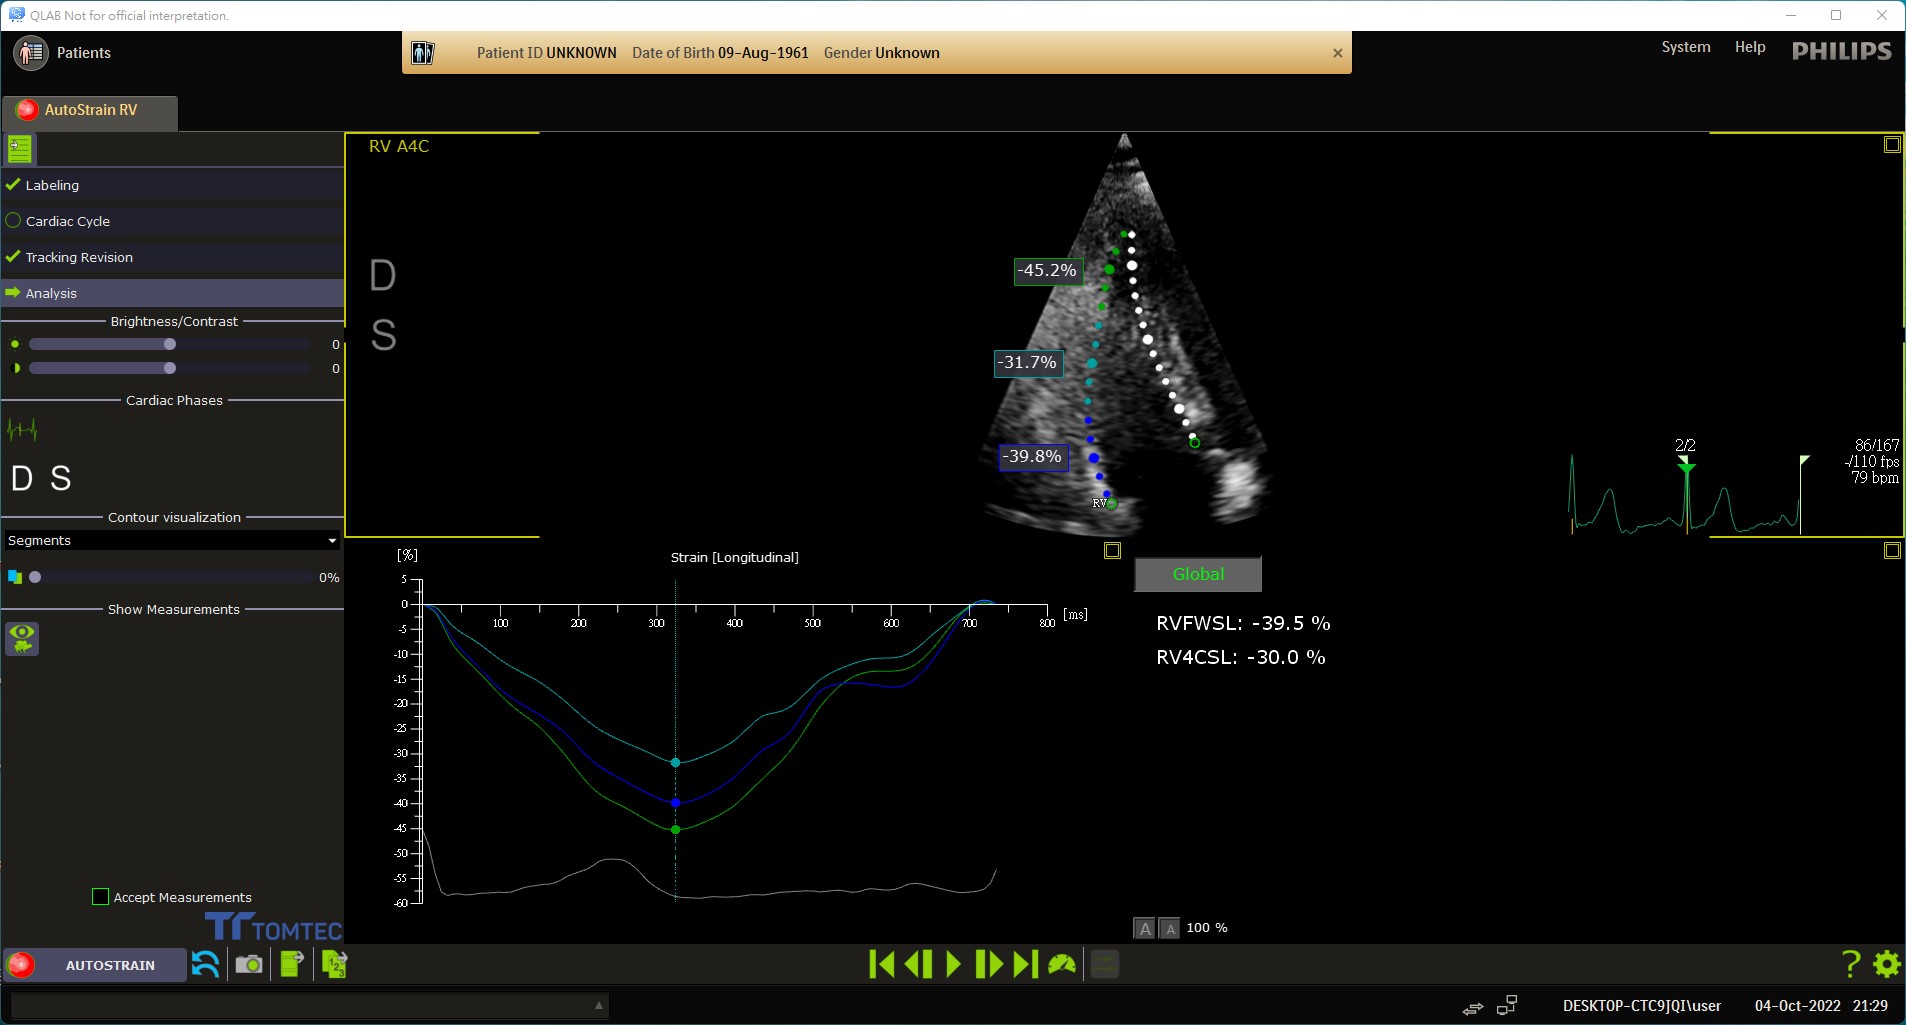 QLAB Not for official interpretation.
Patients
Patient ID UNKNOWN Date of Birth 09-Aug-1961 Gender Unknown
System Help PHILIPS
AutoStrain RV
Labeling
Cardiac Cycle
Tracking Revision
Analysis
Brightness/Contrast
0
0
Cardiac Phases
D S
Contour visualization
Segments
0%
Show Measurements
Accept Measurements
TOMTEC
RV A4C
D
S
-45.2%
-31.7%
-39.8%
RV
2/2
86/167
-/110 fps
79 bpm
[%]
Strain [Longitudinal]
5
0
-5
-10
-15
-20
-25
-30
-35
-40
-45
-50
-55
-60
100 200 300 400 500 600 700 800 [ms]
Global
RVFWSL: -39.5 %
RV4CSL: -30.0 %
A A 100 %
AUTOSTRAIN
123
?
DESKTOP-CTC9JQI\user 04-Oct-2022 21:29